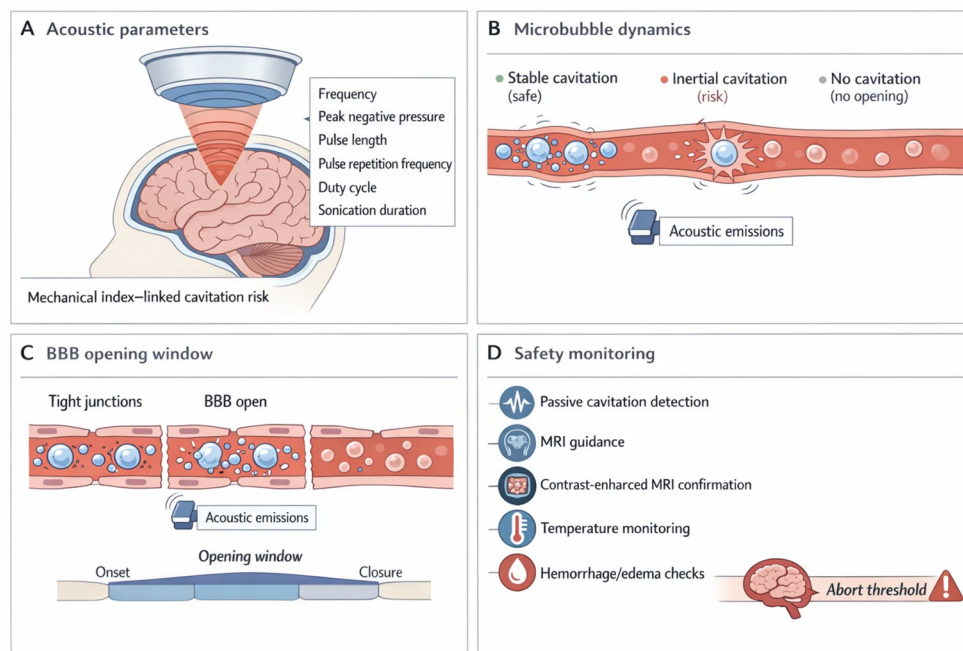 A Acoustic parameters
Frequency
Peak negative pressure
Pulse length
Pulse repetition frequency
Duty cycle
Sonication duration
Mechanical index–linked cavitation risk
B Microbubble dynamics
Stable cavitation
(safe)
Inertial cavitation
(risk)
No cavitation
(no opening)
Acoustic emissions
C BBB opening window
Tight junctions
BBB open
Acoustic emissions
Opening window
Onset
Closure
D Safety monitoring
Passive cavitation detection
MRI guidance
Contrast-enharced MRI confirmation
Temperature monitoring
Hemorrhage/edema checks
Abort threshold